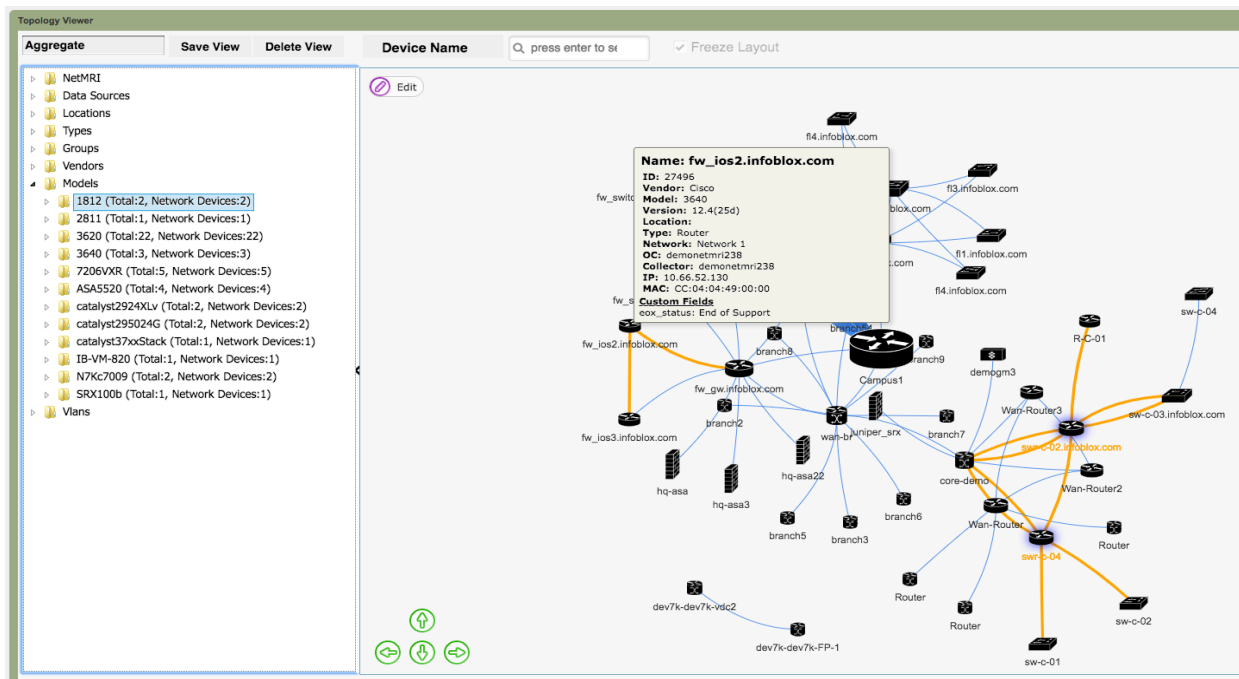 Topology Viewer
Aggregate
Save View
Delete View
Device Name
press enter to se
Freeze Layout
NetMRI
Data Sources
Locations
Types
Groups
Vendors
Models
1812 (Total:2, Network Devices:2)
2811 (Total:1, Network Devices:1)
3620 (Total:22, Network Devices:22)
3640 (Total:3, Network Devices:3)
7206VXR (Total:5, Network Devices:5)
ASA5520 (Total:4, Network Devices:4)
catalyst2924XLv (Total:2, Network Devices:2)
catalyst295024G (Total:2, Network Devices:2)
catalyst37xxStack (Total:1, Network Devices:1)
IB-VM-820 (Total:1, Network Devices:1)
N7Kc7009 (Total:2, Network Devices:2)
SRX100b (Total:1, Network Devices:1)
Vlans
Edit
fl4.infoblox.com
Name: fw_ios2.infoblox.com
ID: 27496
Vendor: Cisco
Model: 3640
Version: 12.4(25d)
Location:
Type: Router
Network: Network 1
OC: demonetmri238
Collector: demonetmri238
IP: 10.66.52.130
MAC: CC:04:04:49:00:00
Custom Fields
eox_status: End of Support
fl3.infoblox.com
fw_switc
blox.com
fl1.infoblox.com
.com
fl4.infoblox.com
fw_s
sw-c-04
branch54
R-C-01
fw_ios2.infoblox.com
branch8
branch9
demogm3
Campus1
fw_gw.infoblox.com
Wan-Router3
sw-c-03.infoblox.com
branch2
fw_ios3.infoblox.com
wan-br
juniper_srx
branch7
swr-c-02.infoblox.com
hq-asa
hq-asa22
core-demo
Wan-Router2
hq-asa3
branch6
Wan-Router
branch5
branch3
Router
swr-c-04
Router
dev7k-dev7k-vdc2
Router
sw-c-02
dev7k-dev7k-FP-1
sw-c-01